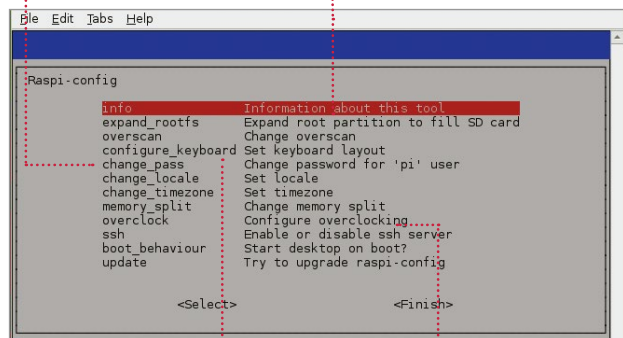 File Edit Tabs Help
Raspi-config
info Information about this tool
expand_rootfs Expand root partition to fill SD card
overscan Change overscan
configure_keyboard Set keyboard layout
change_pass Change password for 'pi' user
change_locale Set locale
change_timezone Set timezone
memory_split Change memory split
overclock Configure overclocking
ssh Enable or disable ssh server
boot_behaviour Start desktop on boot?
update Try to upgrade raspi-config
<Select> <Finish>